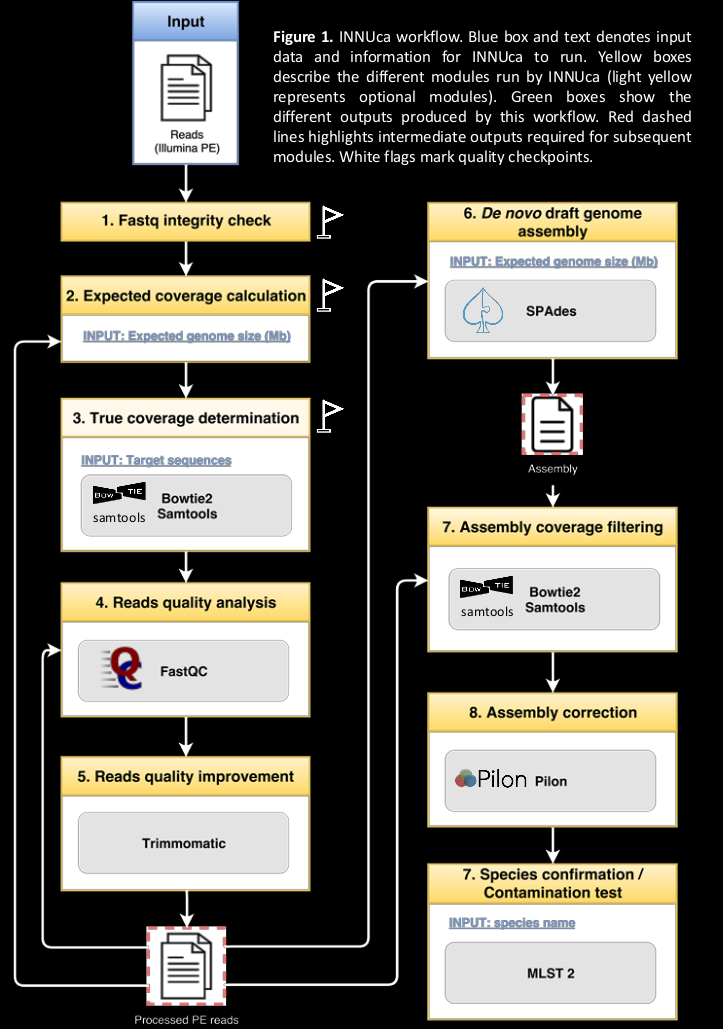 Input
Reads
(Illumina PE)
Figure 1. INNUca workflow. Blue box and text denotes input
data and information for INNUca to run. Yellow boxes
describe the different modules run by INNUca (light yellow
represents optional modules). Green boxes show the
different outputs produced by this workflow. Red dashed
lines highlights intermediate outputs required for subsequent
modules. White flags mark quality checkpoints.
1. Fastq integrity check
2. Expected coverage calculation
INPUT: Expected genome size (Mb)
3. True coverage determination
INPUT: Target sequences
BOW TIE
samtools
Bowtie2
Samtools
4. Reads quality analysis
QC
FastQC
5. Reads quality improvement
Trimmomatic
Processed PE reads
6. De novo draft genome
assembly
INPUT: Expected genome size (Mb)
SPAdes
Assembly
7. Assembly coverage filtering
BOW TIE
samtools
Bowtie2
Samtools
8. Assembly correction
Pilon Pilon
7. Species confirmation /
Contamination test
INPUT: species name
MLST 2